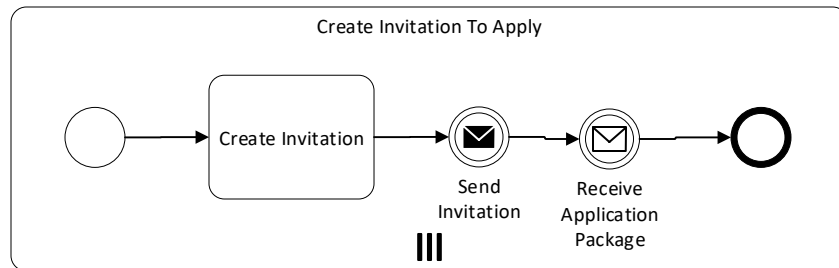 Create Invitation To Apply
Create Invitation
Send
Invitation
Receive
Application
Package